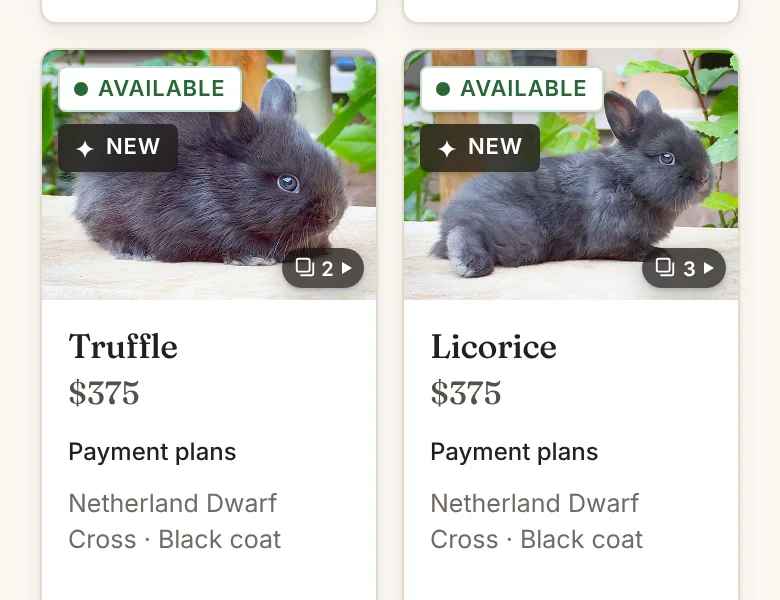 AVAILABLE
NEW
2
Truffle
$375
Payment plans
Netherland Dwarf
Cross · Black coat
AVAILABLE
NEW
3
Licorice
$375
Payment plans
Netherland Dwarf
Cross · Black coat